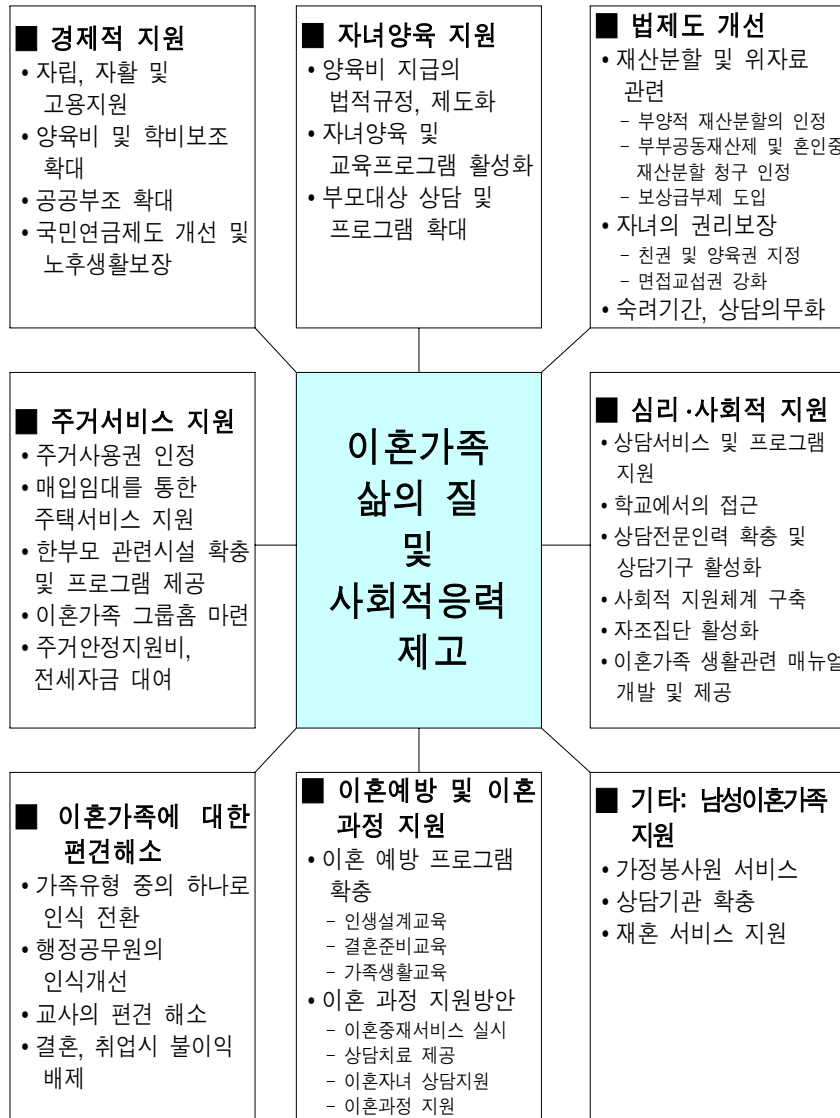 ■ 경제적 지원
• 자립, 자활 및
고용지원
• 양육비 및 학비보조
확대
• 공공부조 확대
• 국민연금제도 개선 및
노후생활보장
■ 자녀양육 지원
• 양육비 지급의
법적규정, 제도화
• 자녀양육 및
교육프로그램 활성화
• 부모대상 상담 및
프로그램 확대
■ 법제도 개선
• 재산분할 및 위자료
관련
- 부양적 재산분할의 인정
- 부부공동재산제 및 혼인중
재산분할 청구 인정
- 보상급부제 도입
• 자녀의 권리보장
- 친권 및 양육권 지정
- 면접교섭권 강화
• 숙려기간, 상담의무화
■ 주거서비스 지원
• 주거사용권 인정
• 매입임대를 통한
주택서비스 지원
• 한부모 관련시설 확충
및 프로그램 제공
• 이혼가족 그룹홈 마련
• 주거안정지원비,
전세자금 대여
이혼가족
삶의 질
및
사회적응력
제고
■ 심리·사회적 지원
• 상담서비스 및 프로그램
지원
• 학교에서의 접근
• 상담전문인력 확충 및
상담기구 활성화
• 사회적 지원체계 구축
• 자조집단 활성화
• 이혼가족 생활관련 매뉴얼
개발 및 제공
■ 이혼가족에 대한
편견해소
• 가족유형 중의 하나로
인식 전환
• 행정공무원의
인식개선
• 교사의 편견 해소
• 결혼, 취업시 불이익
배제
■ 이혼예방 및 이혼
과정 지원
• 이혼 예방 프로그램
확충
- 인생설계교육
- 결혼준비교육
- 가족생활교육
• 이혼 과정 지원방안
- 이혼중재서비스 실시
- 상담치료 제공
- 이혼자녀 상담지원
- 이혼과정 지원
■ 기타: 남성이혼가족
지원
• 가정봉사원 서비스
• 상담기관 확충
• 재혼 서비스 지원